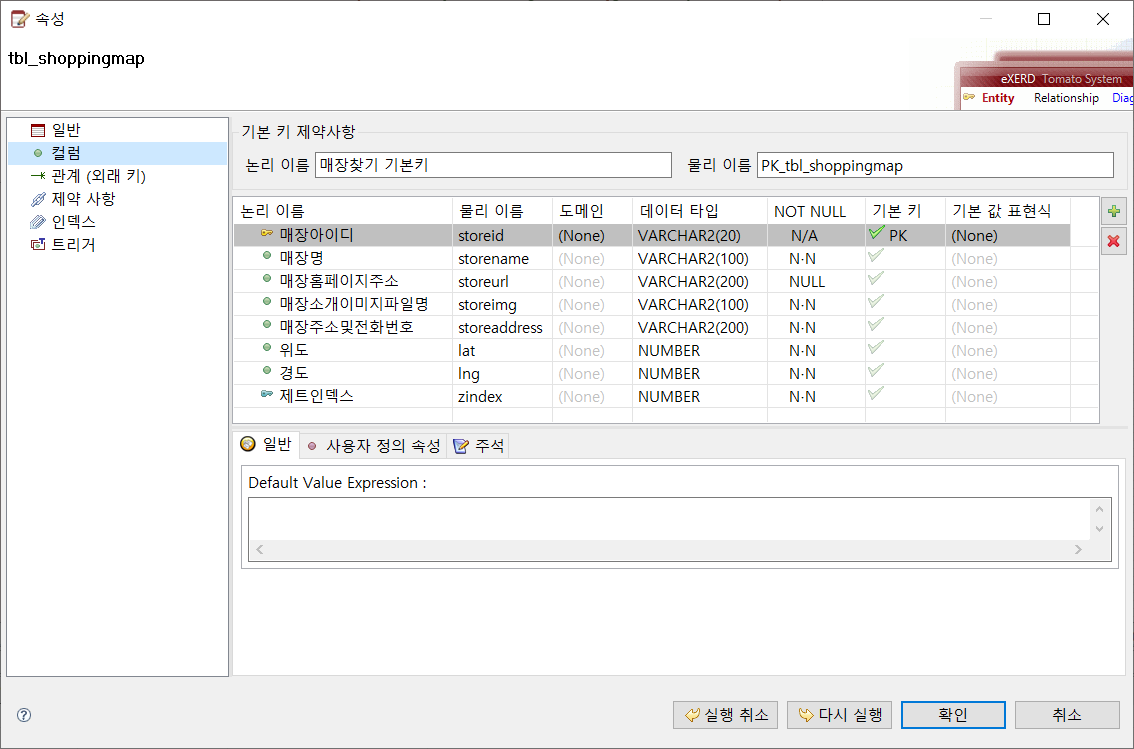 속성
tbl_shoppingmap
eXERD Tomato System
Entity Relationship Diag
일반
컬럼
관계 (외래 키)
제약 사항
인덱스
트리거
기본 키 제약사항
논리 이름 매장찾기 기본키 물리 이름 PK_tbl_shoppingmap
논리 이름 물리 이름 도메인 데이터 타입 NOT NULL 기본 키 기본 값 표현식
매장아이디 storeid (None) VARCHAR2(20) N/A PK (None)
매장명 storename (None) VARCHAR2(100) N·N (None)
매장홈페이지주소 storeurl (None) VARCHAR2(200) NULL (None)
매장소개이미지파일명 storeimg (None) VARCHAR2(100) N·N (None)
매장주소및전화번호 storeaddress (None) VARCHAR2(200) N·N (None)
위도 lat (None) NUMBER N·N (None)
경도 lng (None) NUMBER N·N (None)
제트인덱스 zindex (None) NUMBER N·N (None)
일반 사용자 정의 속성 주석
Default Value Expression :
실행 취소 다시 실행 확인 취소